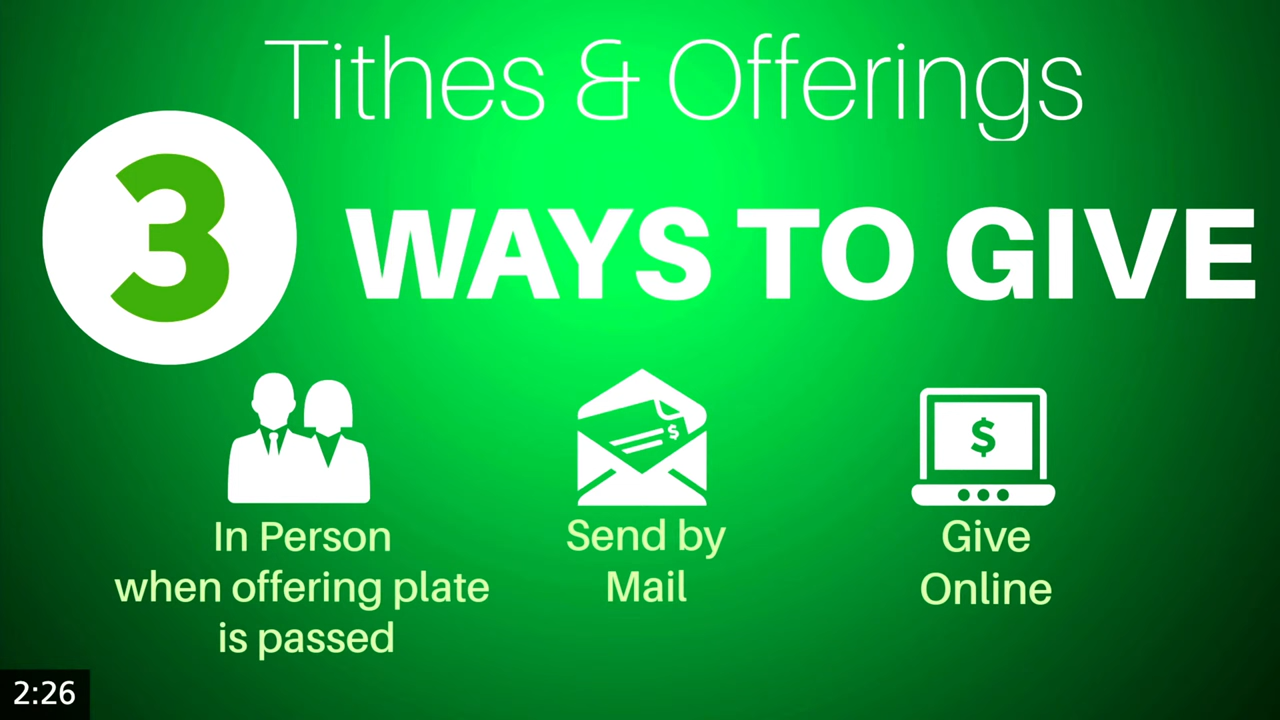 Tithes & Offerings
3 WAYS TO GIVE
$
$
In Person
when offering plate
is passed
Send by
Mail
Give
Online
2:26